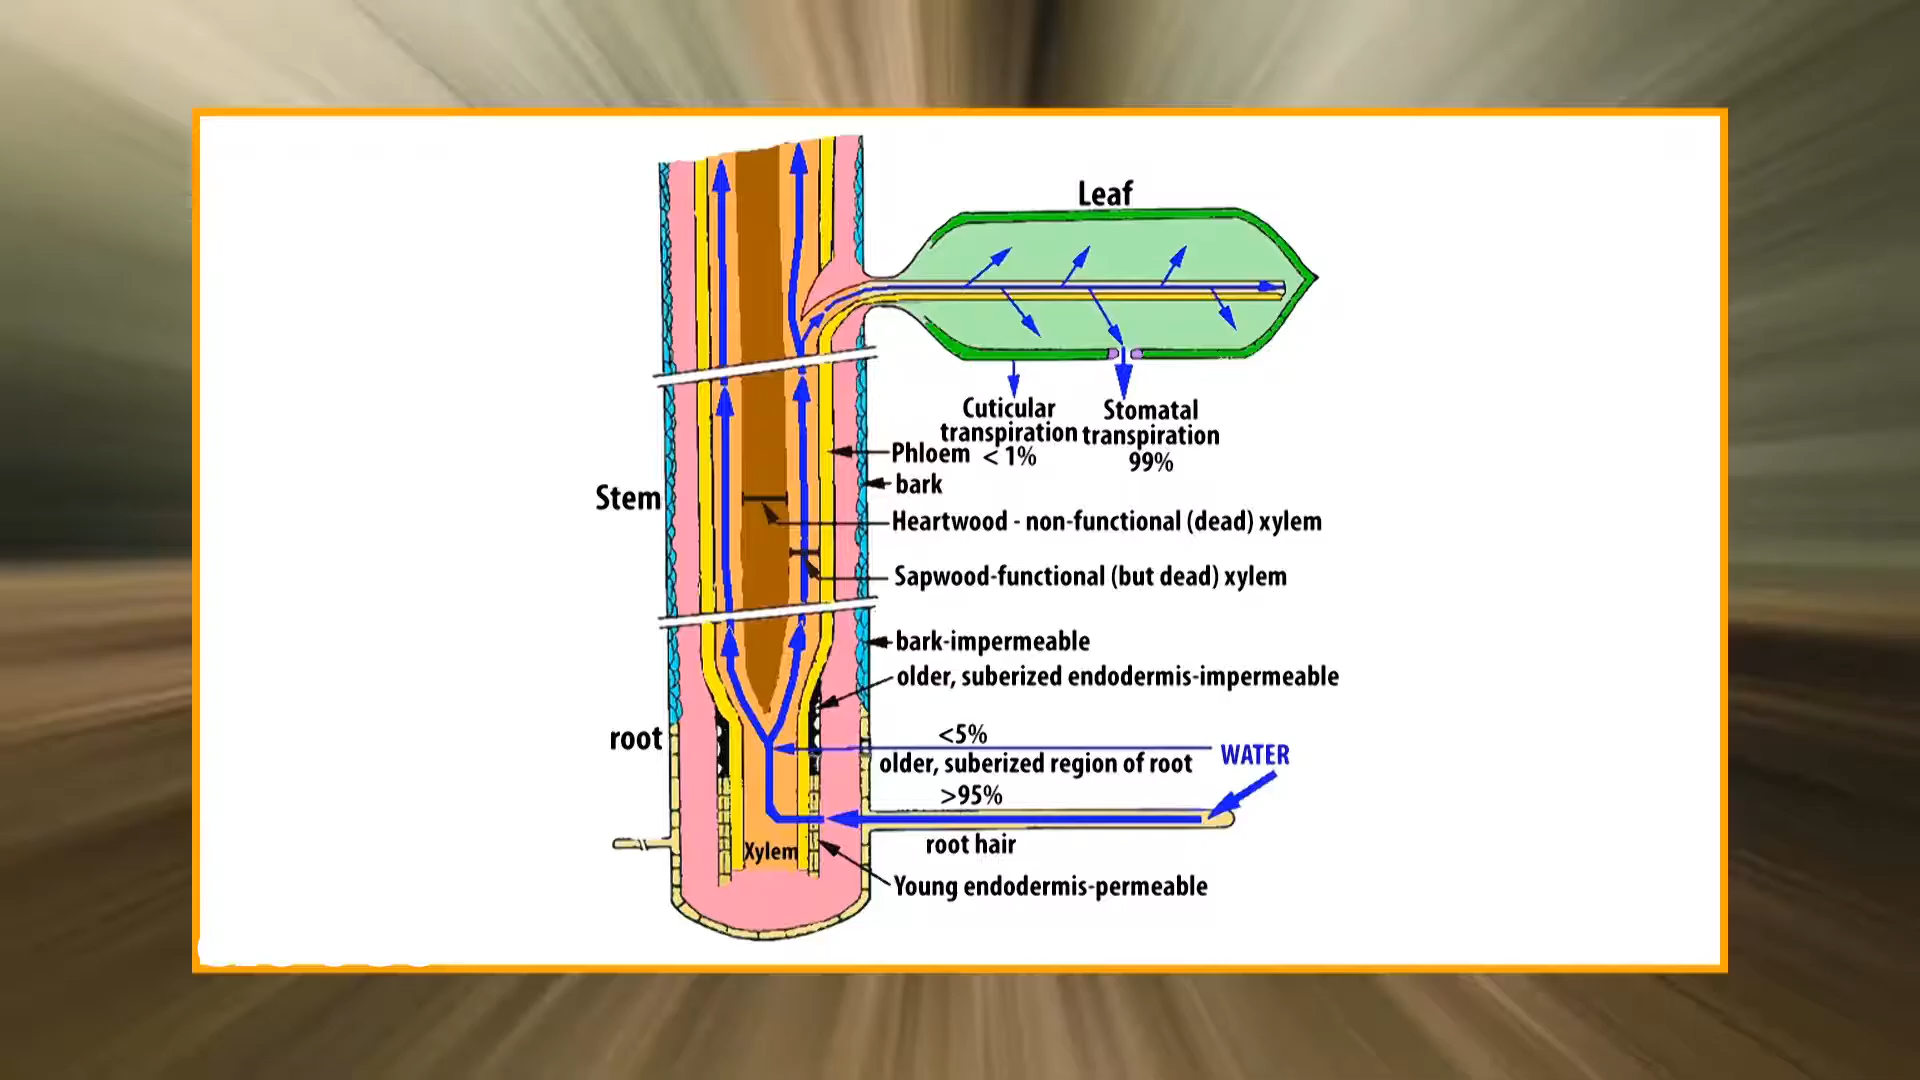 Leaf
Cuticular
transpiration
< 1%
Stomatal
transpiration
99%
Phloem
bark
Stem
Heartwood - non-functional (dead) xylem
Sapwood-functional (but dead) xylem
bark-impermeable
older, suberized endodermis-impermeable
root
<5%
WATER
older, suberized region of root
>95%
root hair
Xylem
Young endodermis-permeable